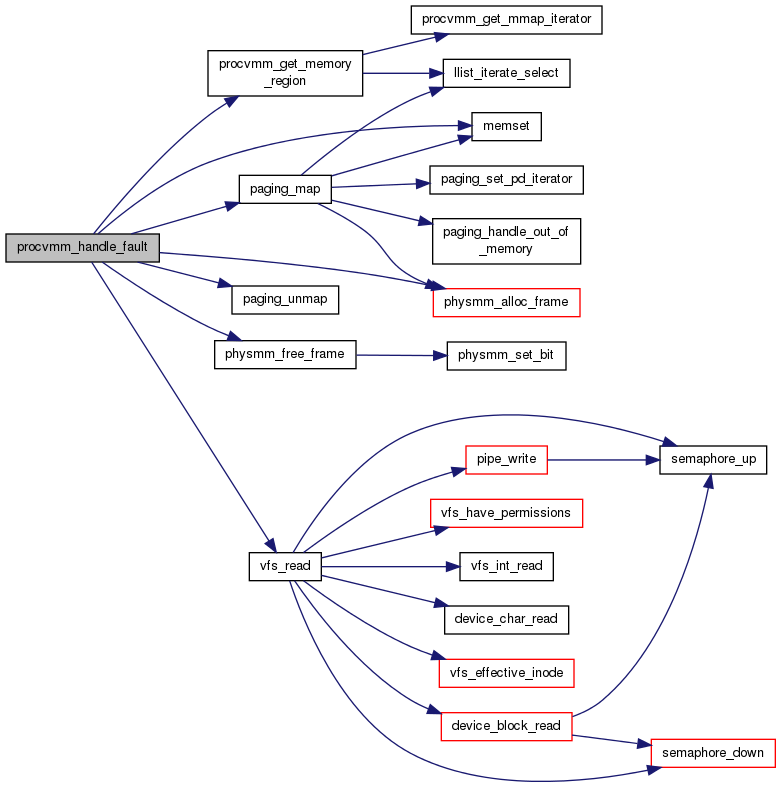 procvmm_get_mmap_iterator
procvmm_get_memory
_region
llist_iterate_select
memset
paging_set_pd_iterator
paging_map
paging_handle_out_of
_memory
procvmm_handle_fault
paging_unmap
physmm_alloc_frame
physmm_free_frame
physmm_set_bit
pipe_write
semaphore_up
vfs_have_permissions
vfs_read
vfs_int_read
device_char_read
vfs_effective_inode
device_block_read
semaphore_down